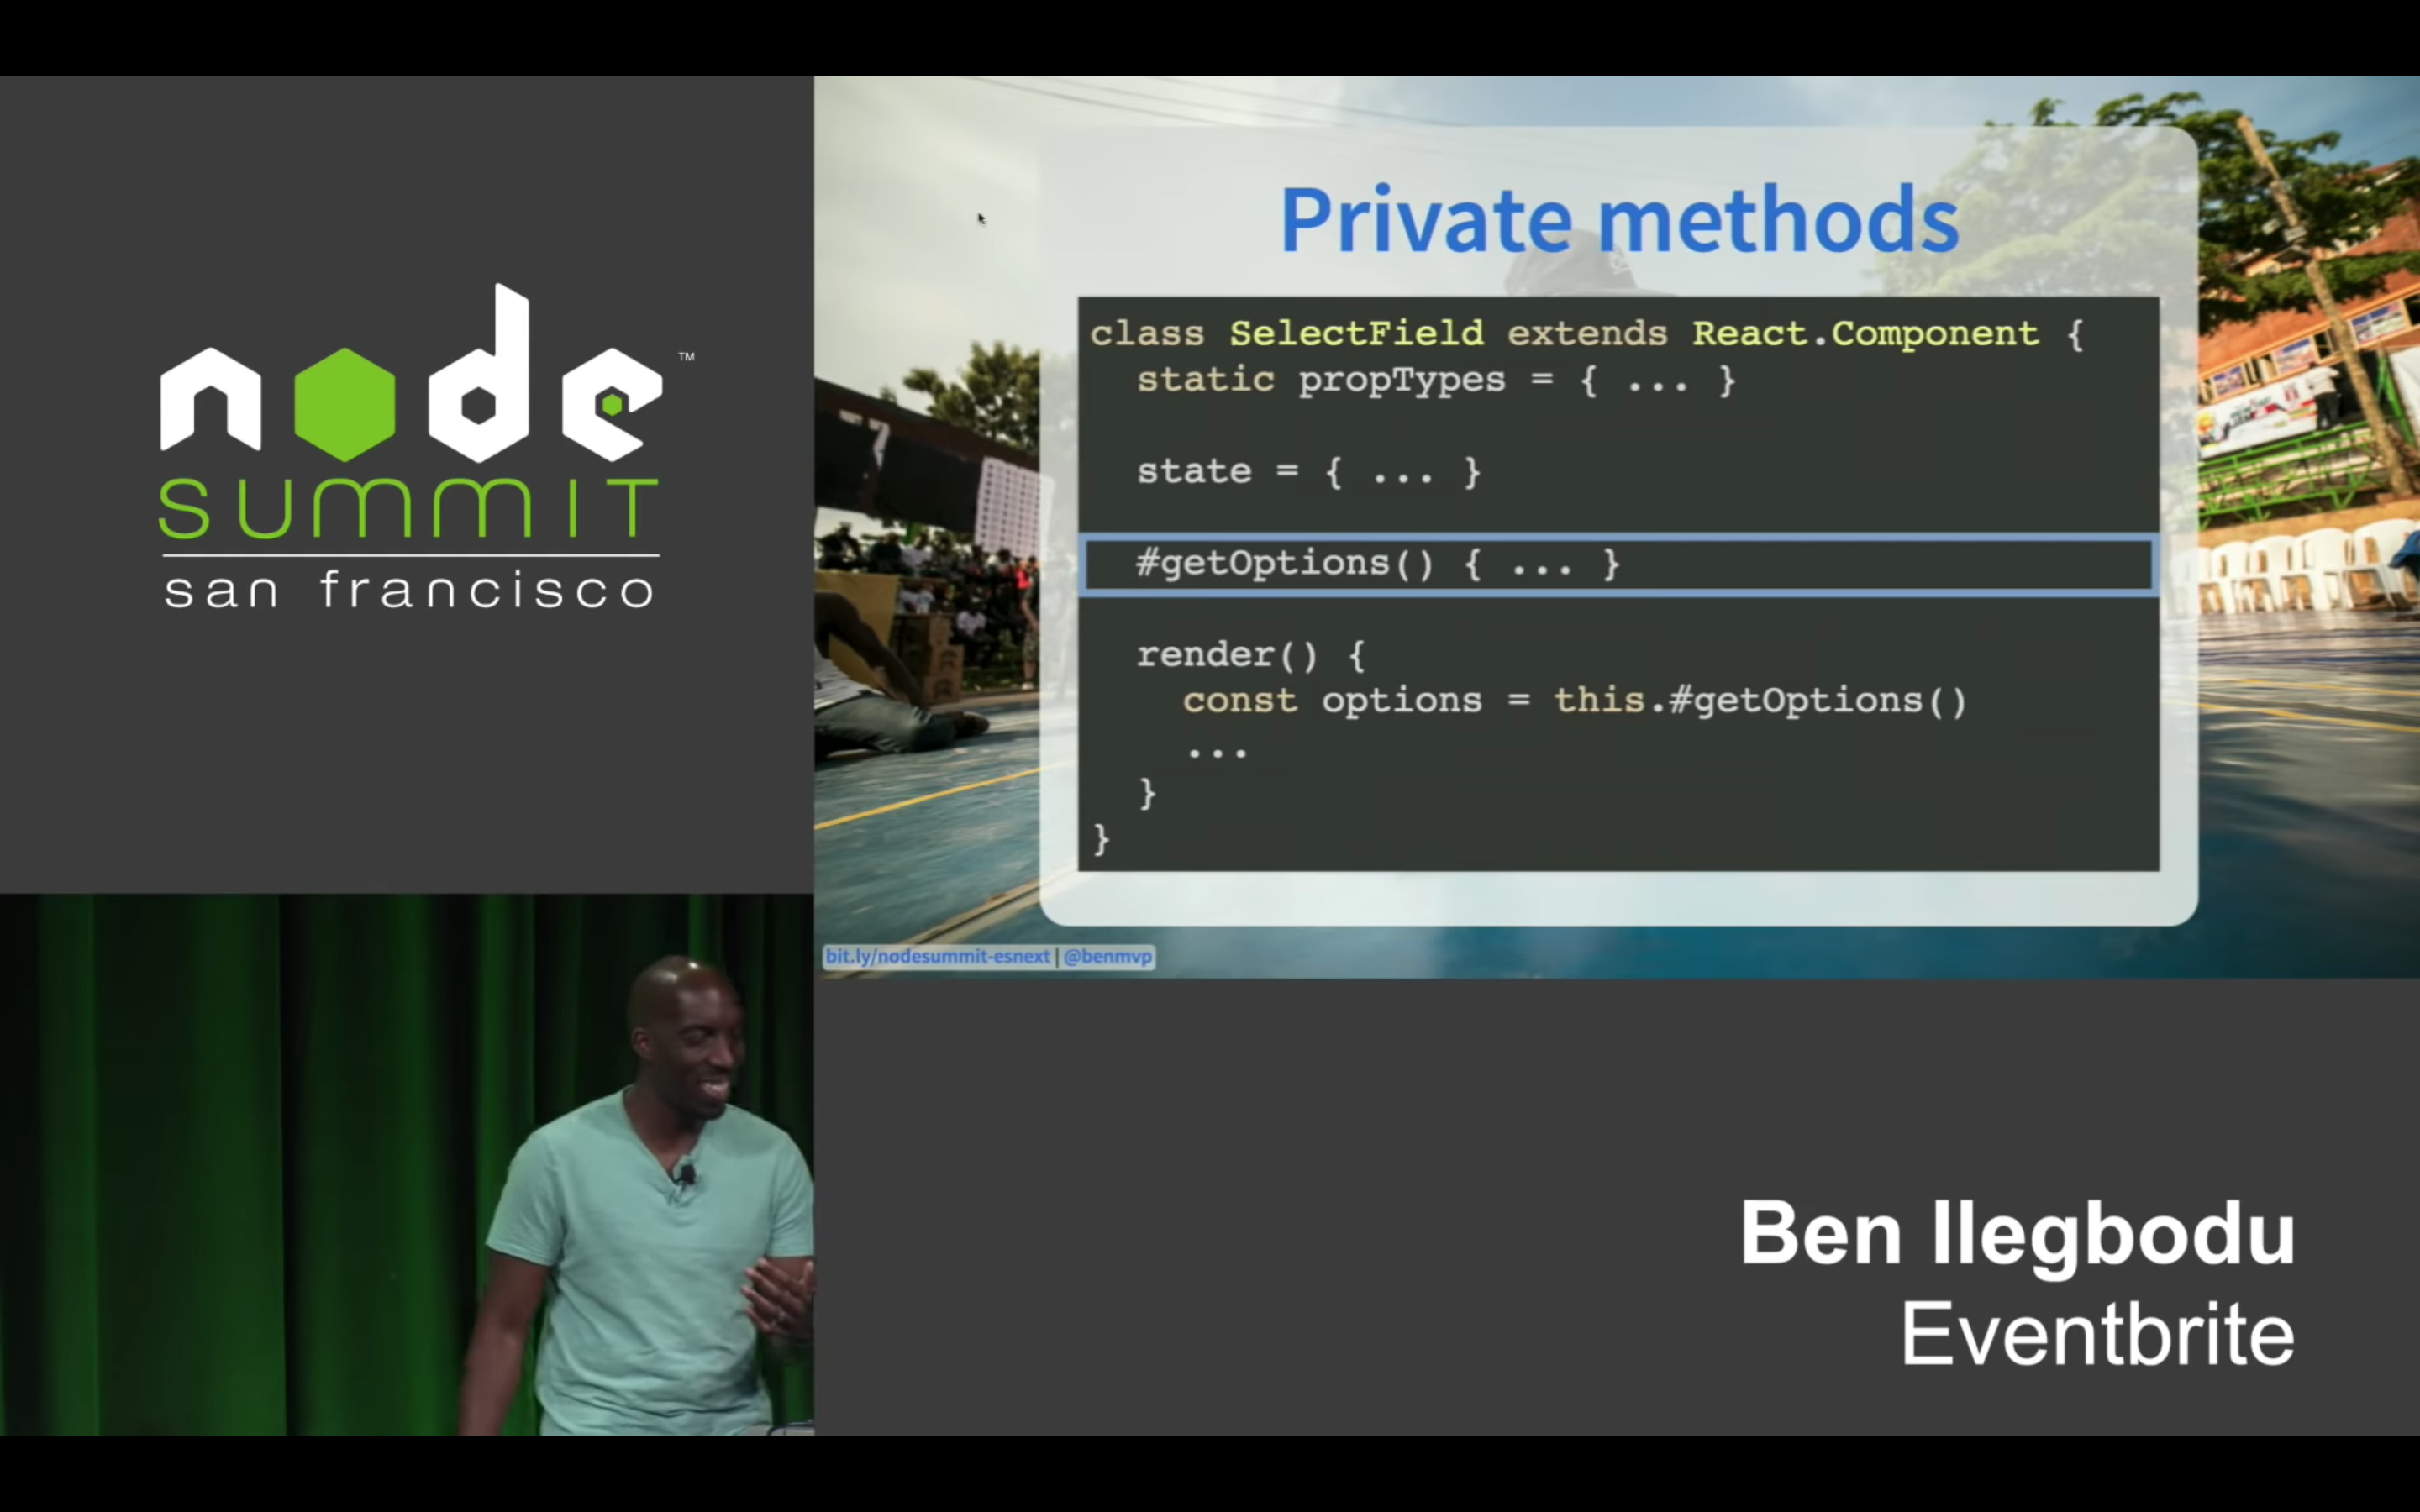 node™
summit
san francisco
Private methods
class SelectField extends React.Component {
static propTypes = { ... }
state = { ... }
#getOptions() { ... }
render() {
const options = this.#getOptions()
...
}
}
bit.ly/nodesummit-esnext | @benmvp
Ben Ilegbodu
Eventbrite